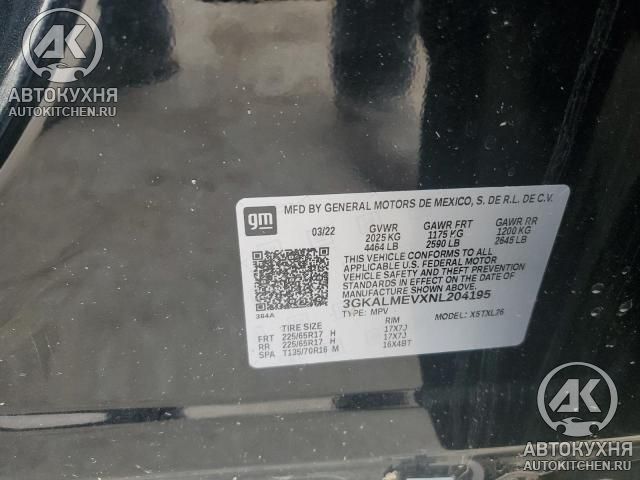 AK
АВТОКУХНЯ
AUTOKITCHEN.RU
gm
MFD BY GENERAL MOTORS DE MEXICO, S. DE R.L. DE C.V.
03/22 GVWR GAWR FRT GAWR RR
2025 KG 1175 KG 1200 KG
4464 LB 2590 LB 2645 LB
THIS VEHICLE CONFORMS TO ALL
APPLICABLE U.S. FEDERAL MOTOR
VEHICLE SAFETY AND THEFT PREVENTION
STANDARDS IN EFFECT ON THE DATE OF
MANUFACTURE SHOWN ABOVE.
3GKALMEVXNL204195
TYPE: MPV MODEL: X5TXL26
384A
TIRE SIZE RIM
FRT 225/65R17 H 17X7J
RR 225/65R17 H 17X7J
SPA T135/70R16 M 16X4BT
AK
АВТОКУХНЯ
AUTOKITCHEN.RU